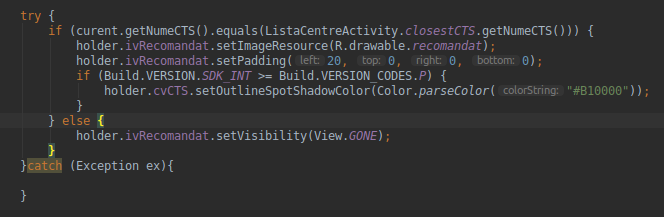 try {
if (curent.getNumeCTS().equals(ListaCentreActivity.closestCTS.getNumeCTS())) {
holder.ivRecomandat.setImageResource(R.drawable.recomandat);
holder.ivRecomandat.setPadding( left: 20, top: 0, right: 0, bottom: 0);
if (Build.VERSION.SDK_INT >= Build.VERSION_CODES.P) {
holder.cvCTS.setOutlineSpotShadowColor(Color.parseColor( colorString: "#B10000"));
}
} else {
holder.ivRecomandat.setVisibility(View.GONE);
}
}catch (Exception ex){
}